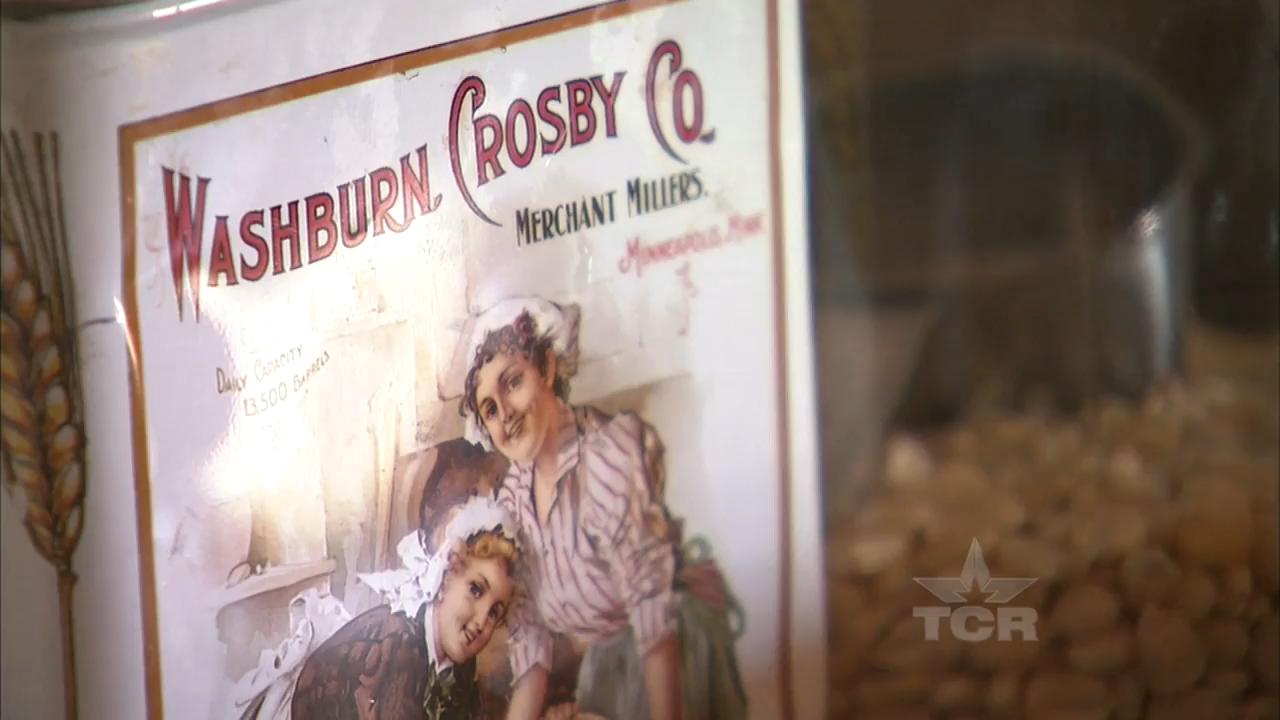 WASHBURN, CROSBY CO.
MERCHANT MILLERS.
MINNEAPOLIS, MINN.
DAILY CAPACITY
13,500 BARRELS
TCR